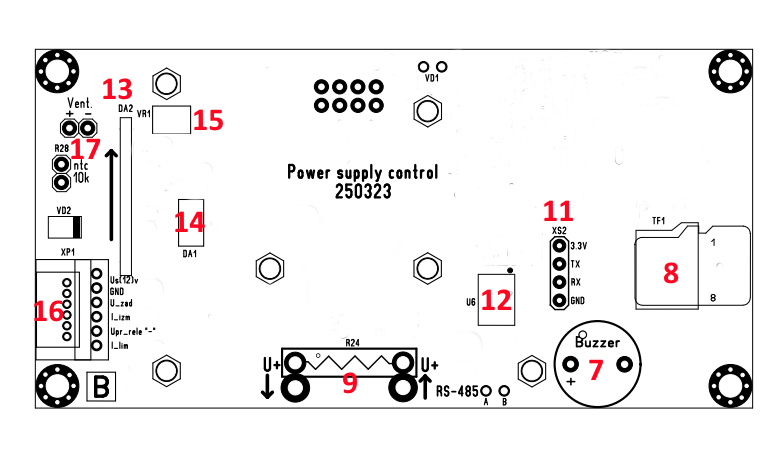 VD1
13
Vent.
+ -
DA2
VR1
15
17
R28
ntc
10k
Power supply control
250323
VD2
14
DA1
11
XS2
3.3V
TX
RX
GND
TF1
1
8
8
XP1
Us(12)v
GND
U_zad
I_izm
Upr_rele "-"
I_lim
16
U6
12
R24
U+
U+
9
Buzzer
7
+
RS-485
A B
B